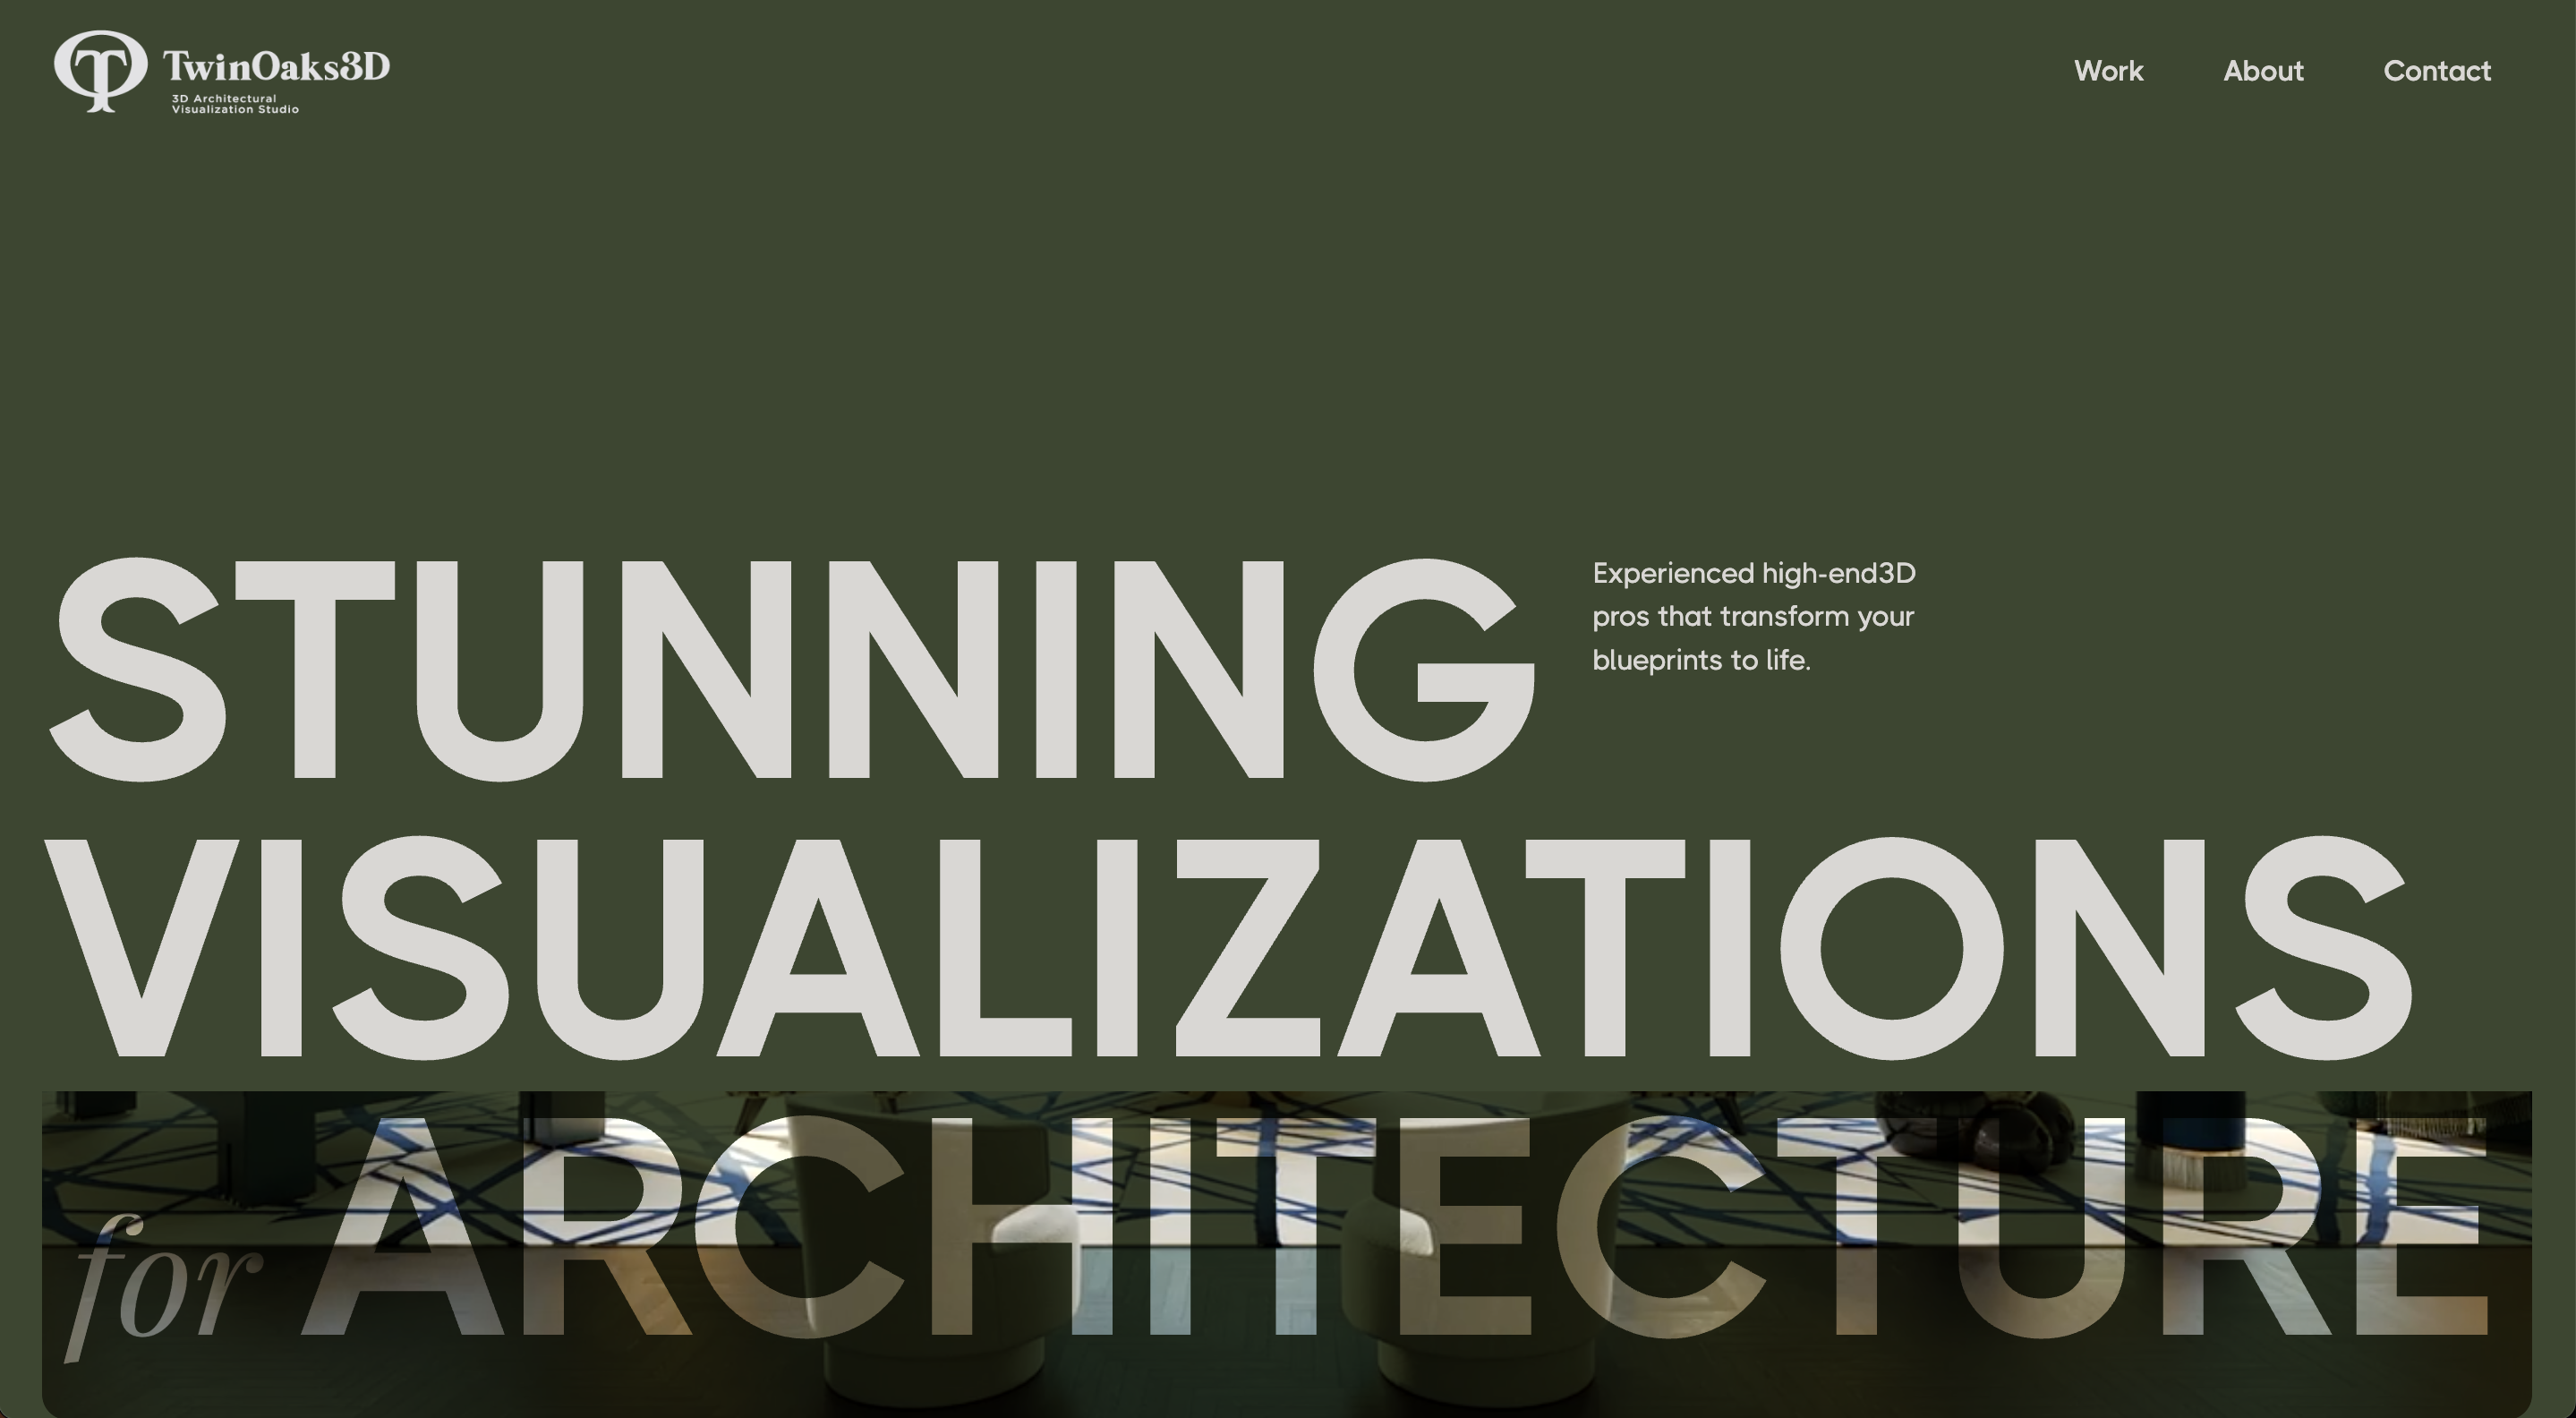 TwinOaks3D
3D Architectural
Visualization Studio
Work
About
Contact
STUNNING
Experienced high-end3D
pros that transform your
blueprints to life.
VISUALIZATIONS
for ARCHITECTURE